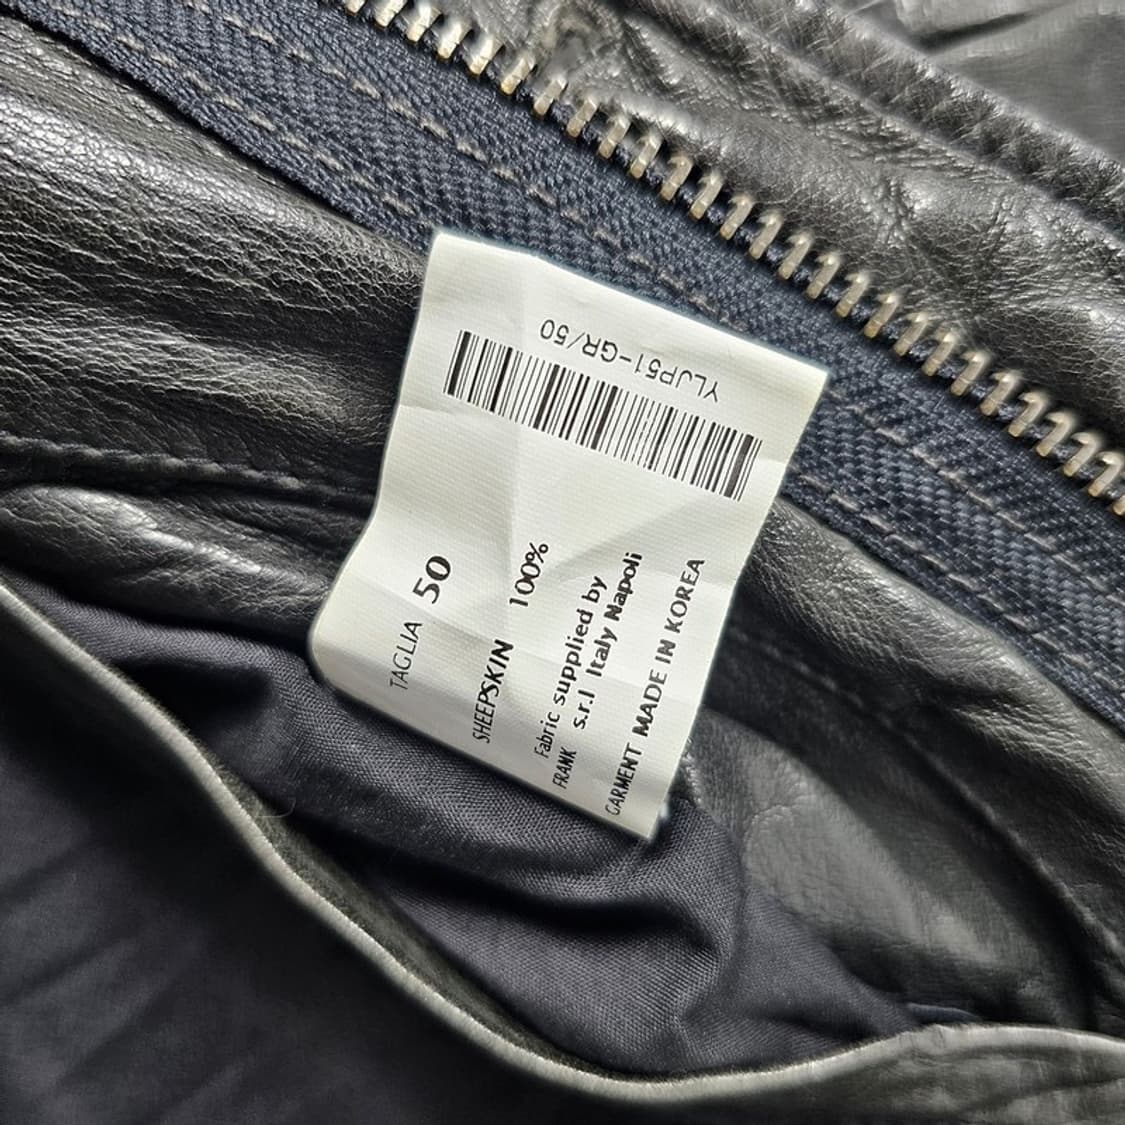 YLJP51-GR/50
TAGLIA 50
SHEEPSKIN 100%
Fabric supplied by
FRANK s.r.l Italy Napoli
GARMENT MADE IN KOREA